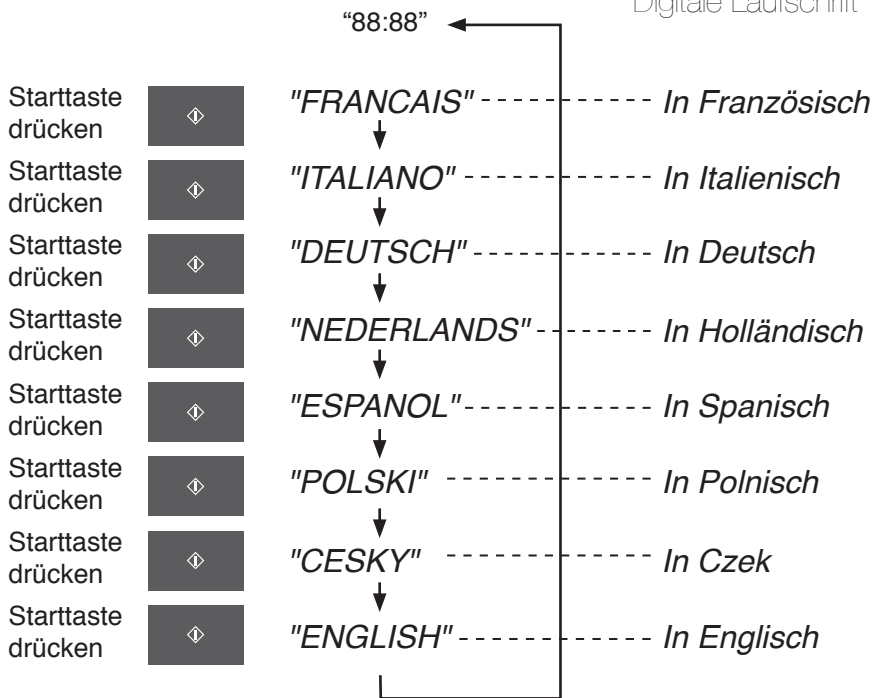 Digitale Laufschrift
“88:88”
Starttaste
drücken
"FRANCAIS"
In Französisch
Starttaste
drücken
"ITALIANO"
In Italienisch
Starttaste
drücken
"DEUTSCH"
In Deutsch
Starttaste
drücken
"NEDERLANDS"
In Holländisch
Starttaste
drücken
"ESPANOL"
In Spanisch
Starttaste
drücken
"POLSKI"
In Polnisch
Starttaste
drücken
"CESKY"
In Czek
Starttaste
drücken
"ENGLISH"
In Englisch